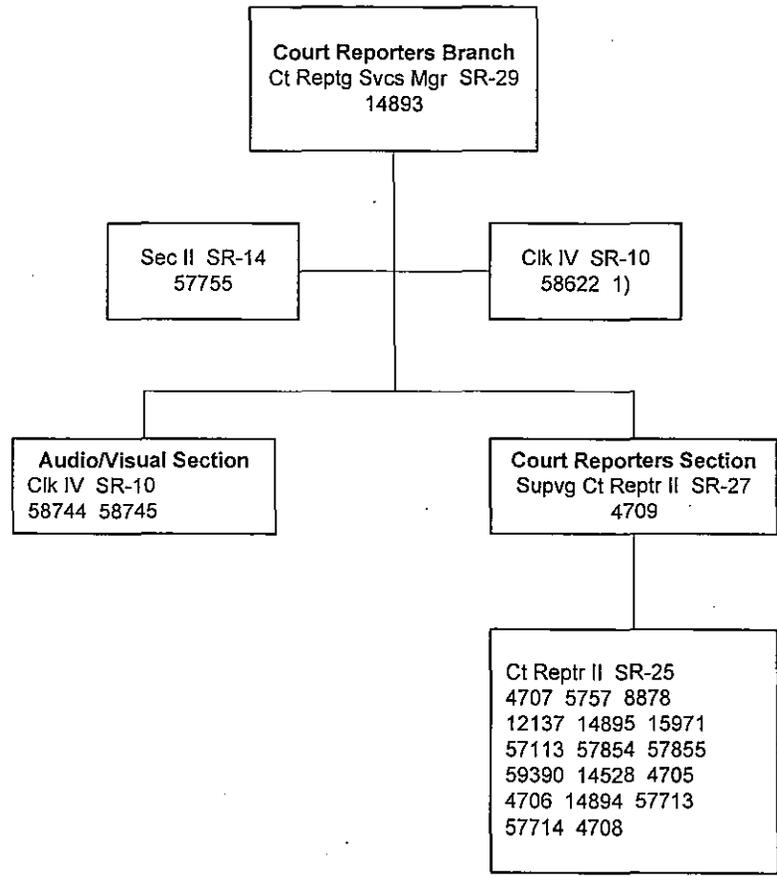 Court Reporters Branch
Ct Reptg Svcs Mgr SR-29
14893
Sec II SR-14
57755
Clk IV SR-10
58622 1)
Audio/Visual Section
Clk IV SR-10
58744 58745
Court Reporters Section
Supvg Ct Reptr II SR-27
4709
Ct Reptr II SR-25
4707 5757 8878
12137 14895 15971
57113 57854 57855
59390 14528 4705
4706 14894 57713
57714 4708